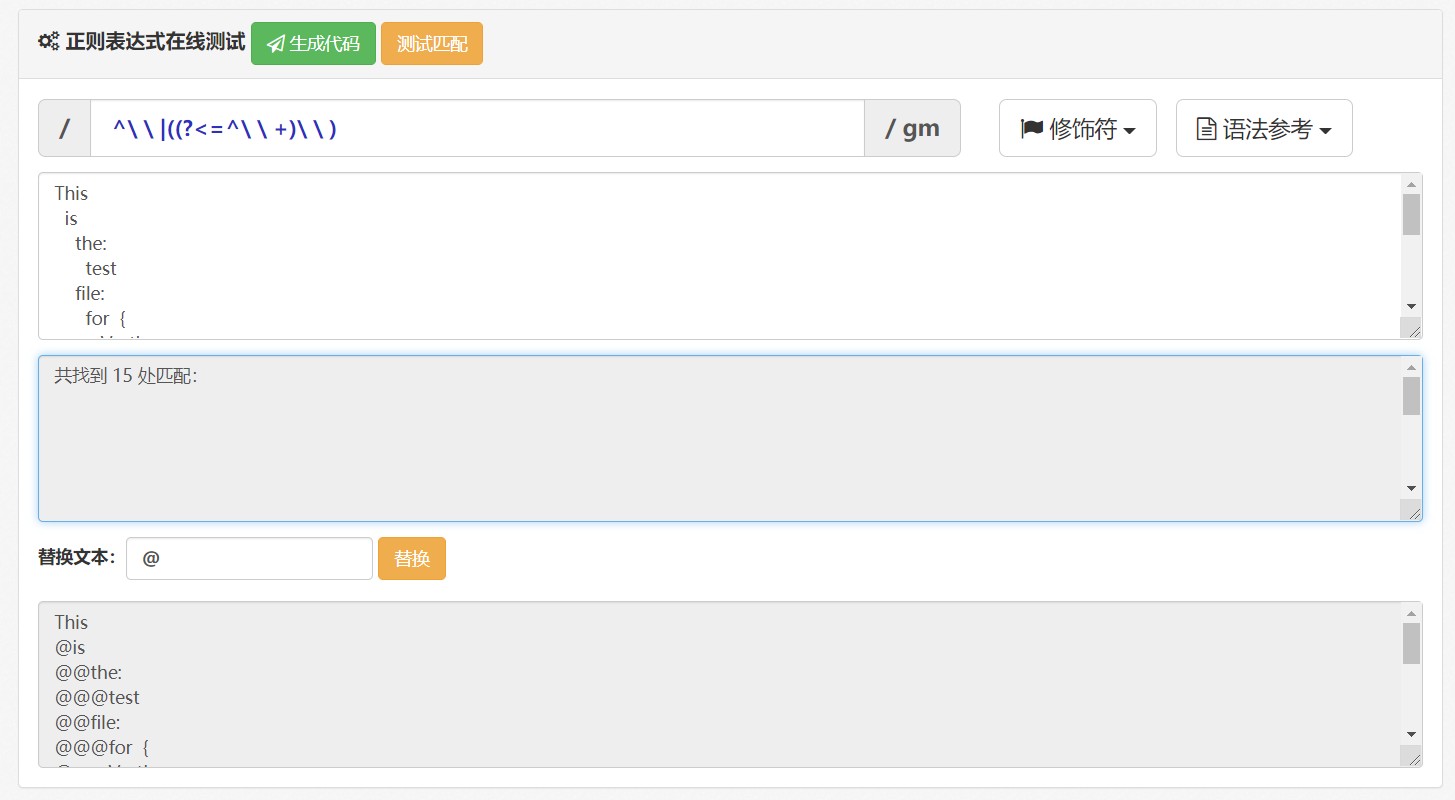 正则表达式在线测试 生成代码 测试匹配
/ ^\ \ |((?<=^\ \ +)\ \ ) / gm 修饰符 语法参考
This
is
the:
test
file:
for {
共找到 15 处匹配:
替换文本： @ 替换
This
@is
@@the:
@@@test
@@file:
@@@for {